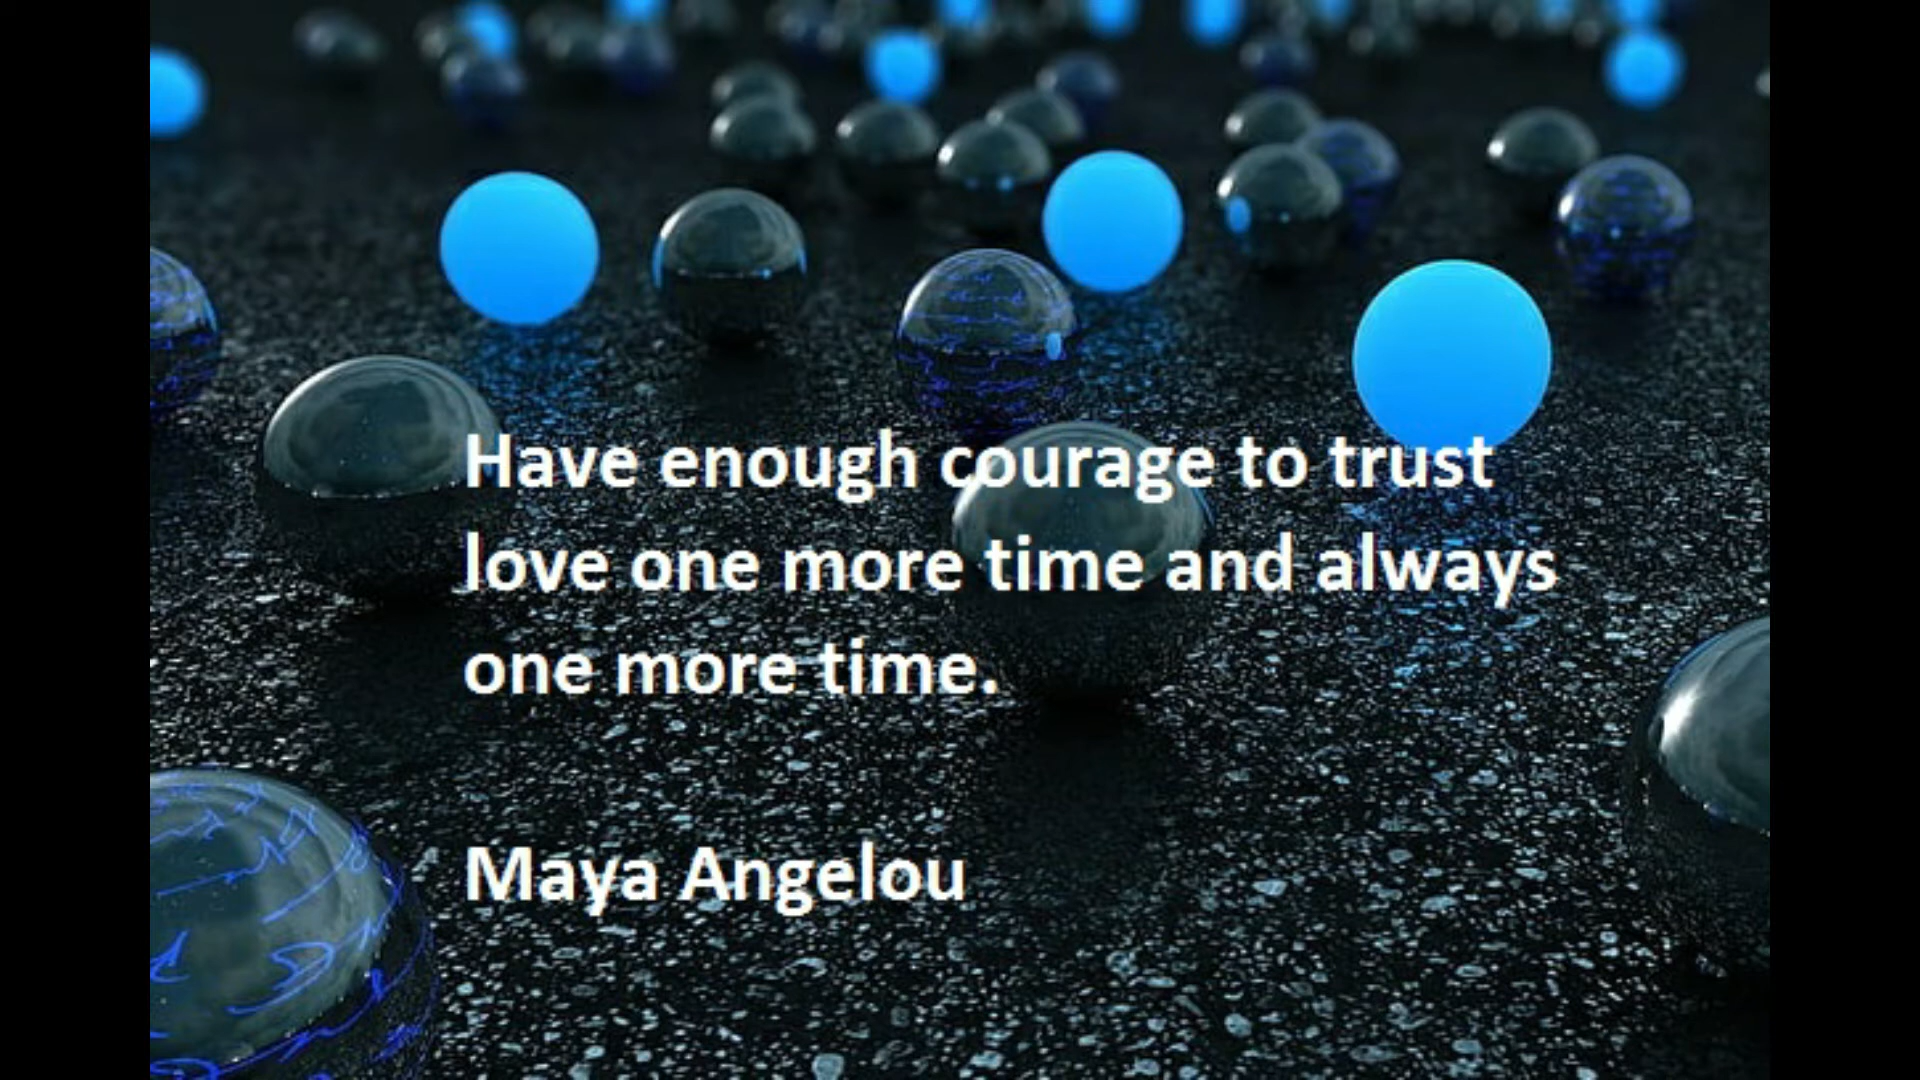 Have enough courage to trust
love one more time and always
one more time.
Maya Angelou